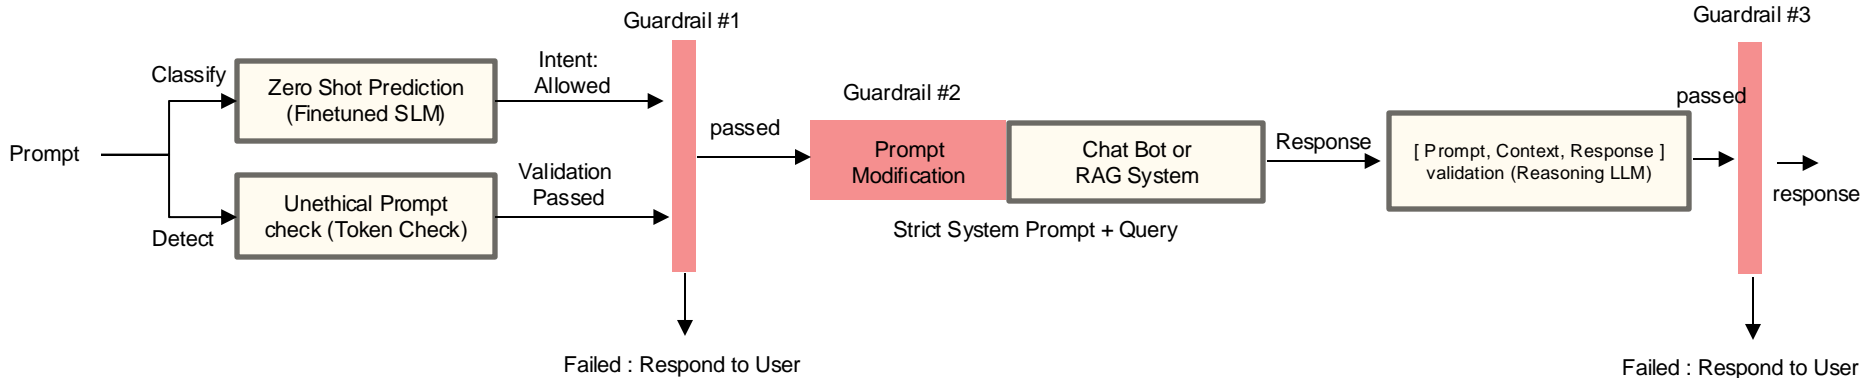 Guardrail #1
Guardrail #3
Classify
Zero Shot Prediction
(Finetuned SLM)
Intent:
Allowed
Guardrail #2
passed
passed
Prompt
Prompt
Modification
Chat Bot or
RAG System
Response
[ Prompt, Context, Response ]
validation (Reasoning LLM)
response
Validation
Passed
Unethical Prompt
check (Token Check)
Detect
Strict System Prompt + Query
Failed : Respond to User
Failed : Respond to User